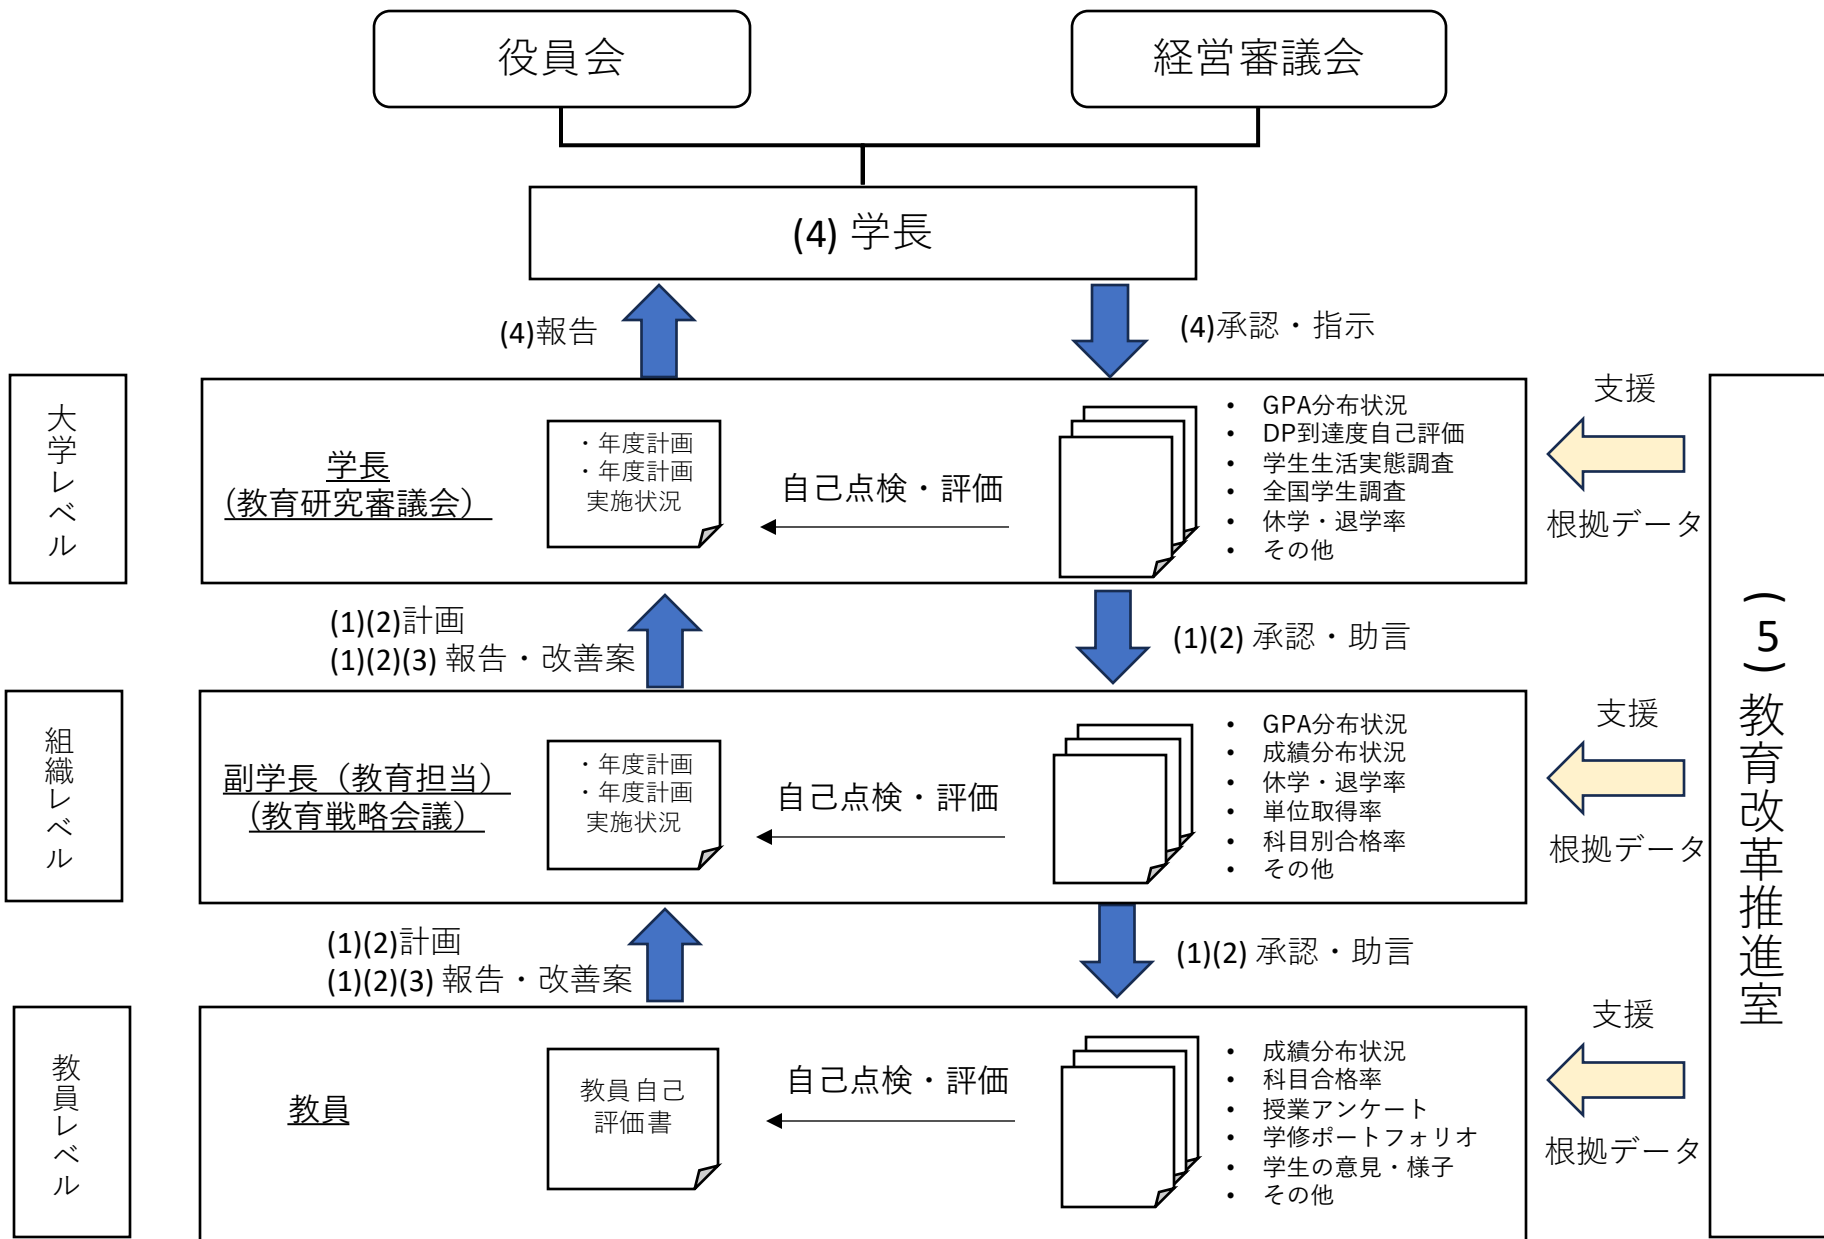 役員会
経営審議会
(4) 学長
(4)報告
(4)承認・指示
大学レベル
学長
(教育研究審議会)
・年度計画
・年度計画
実施状況
自己点検・評価
• GPA分布状況
• DP到達度自己評価
• 学生生活実態調査
• 全国学生調査
• 休学・退学率
• その他
支援
根拠データ
(1)(2)計画
(1)(2)(3) 報告・改善案
(1)(2) 承認・助言
組織レベル
副学長（教育担当）
(教育戦略会議)
・年度計画
・年度計画
実施状況
自己点検・評価
• GPA分布状況
• 成績分布状況
• 休学・退学率
• 単位取得率
• 科目別合格率
• その他
支援
根拠データ
(1)(2)計画
(1)(2)(3) 報告・改善案
(1)(2) 承認・助言
教員レベル
教員
教員自己
評価書
自己点検・評価
• 成績分布状況
• 科目合格率
• 授業アンケート
• 学修ポートフォリオ
• 学生の意見・様子
• その他
支援
根拠データ
(5)教育改革推進室